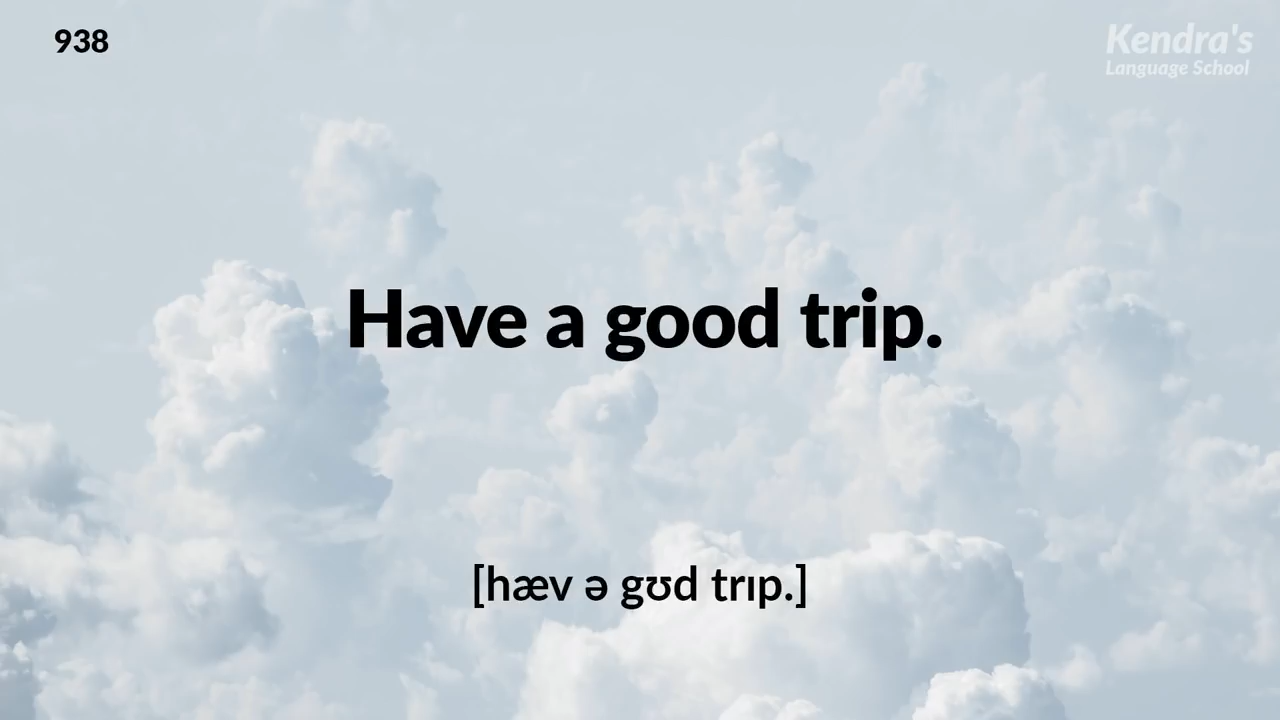 938
Kendra's
Language School
Have a good trip.
[hæv ə gʊd trɪp.]